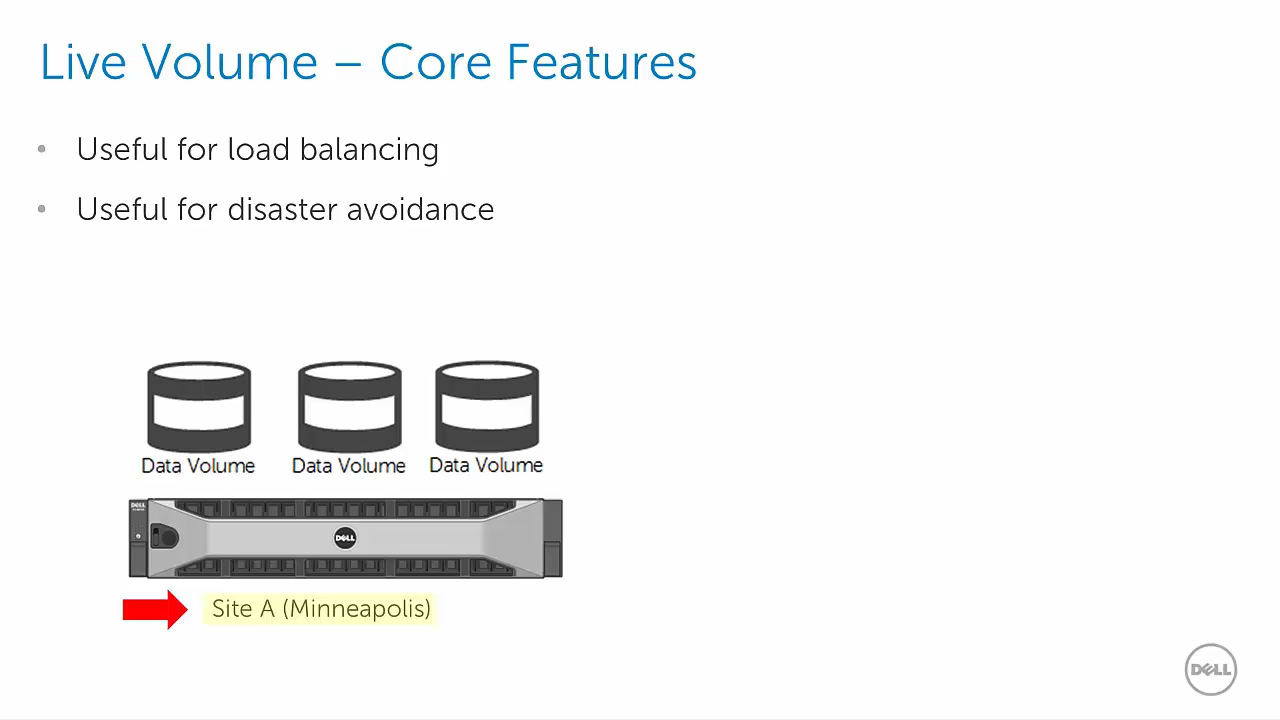 Live Volume – Core Features
• Useful for load balancing
• Useful for disaster avoidance
Data Volume Data Volume Data Volume
DELL
DELL
Site A (Minneapolis)
DELL